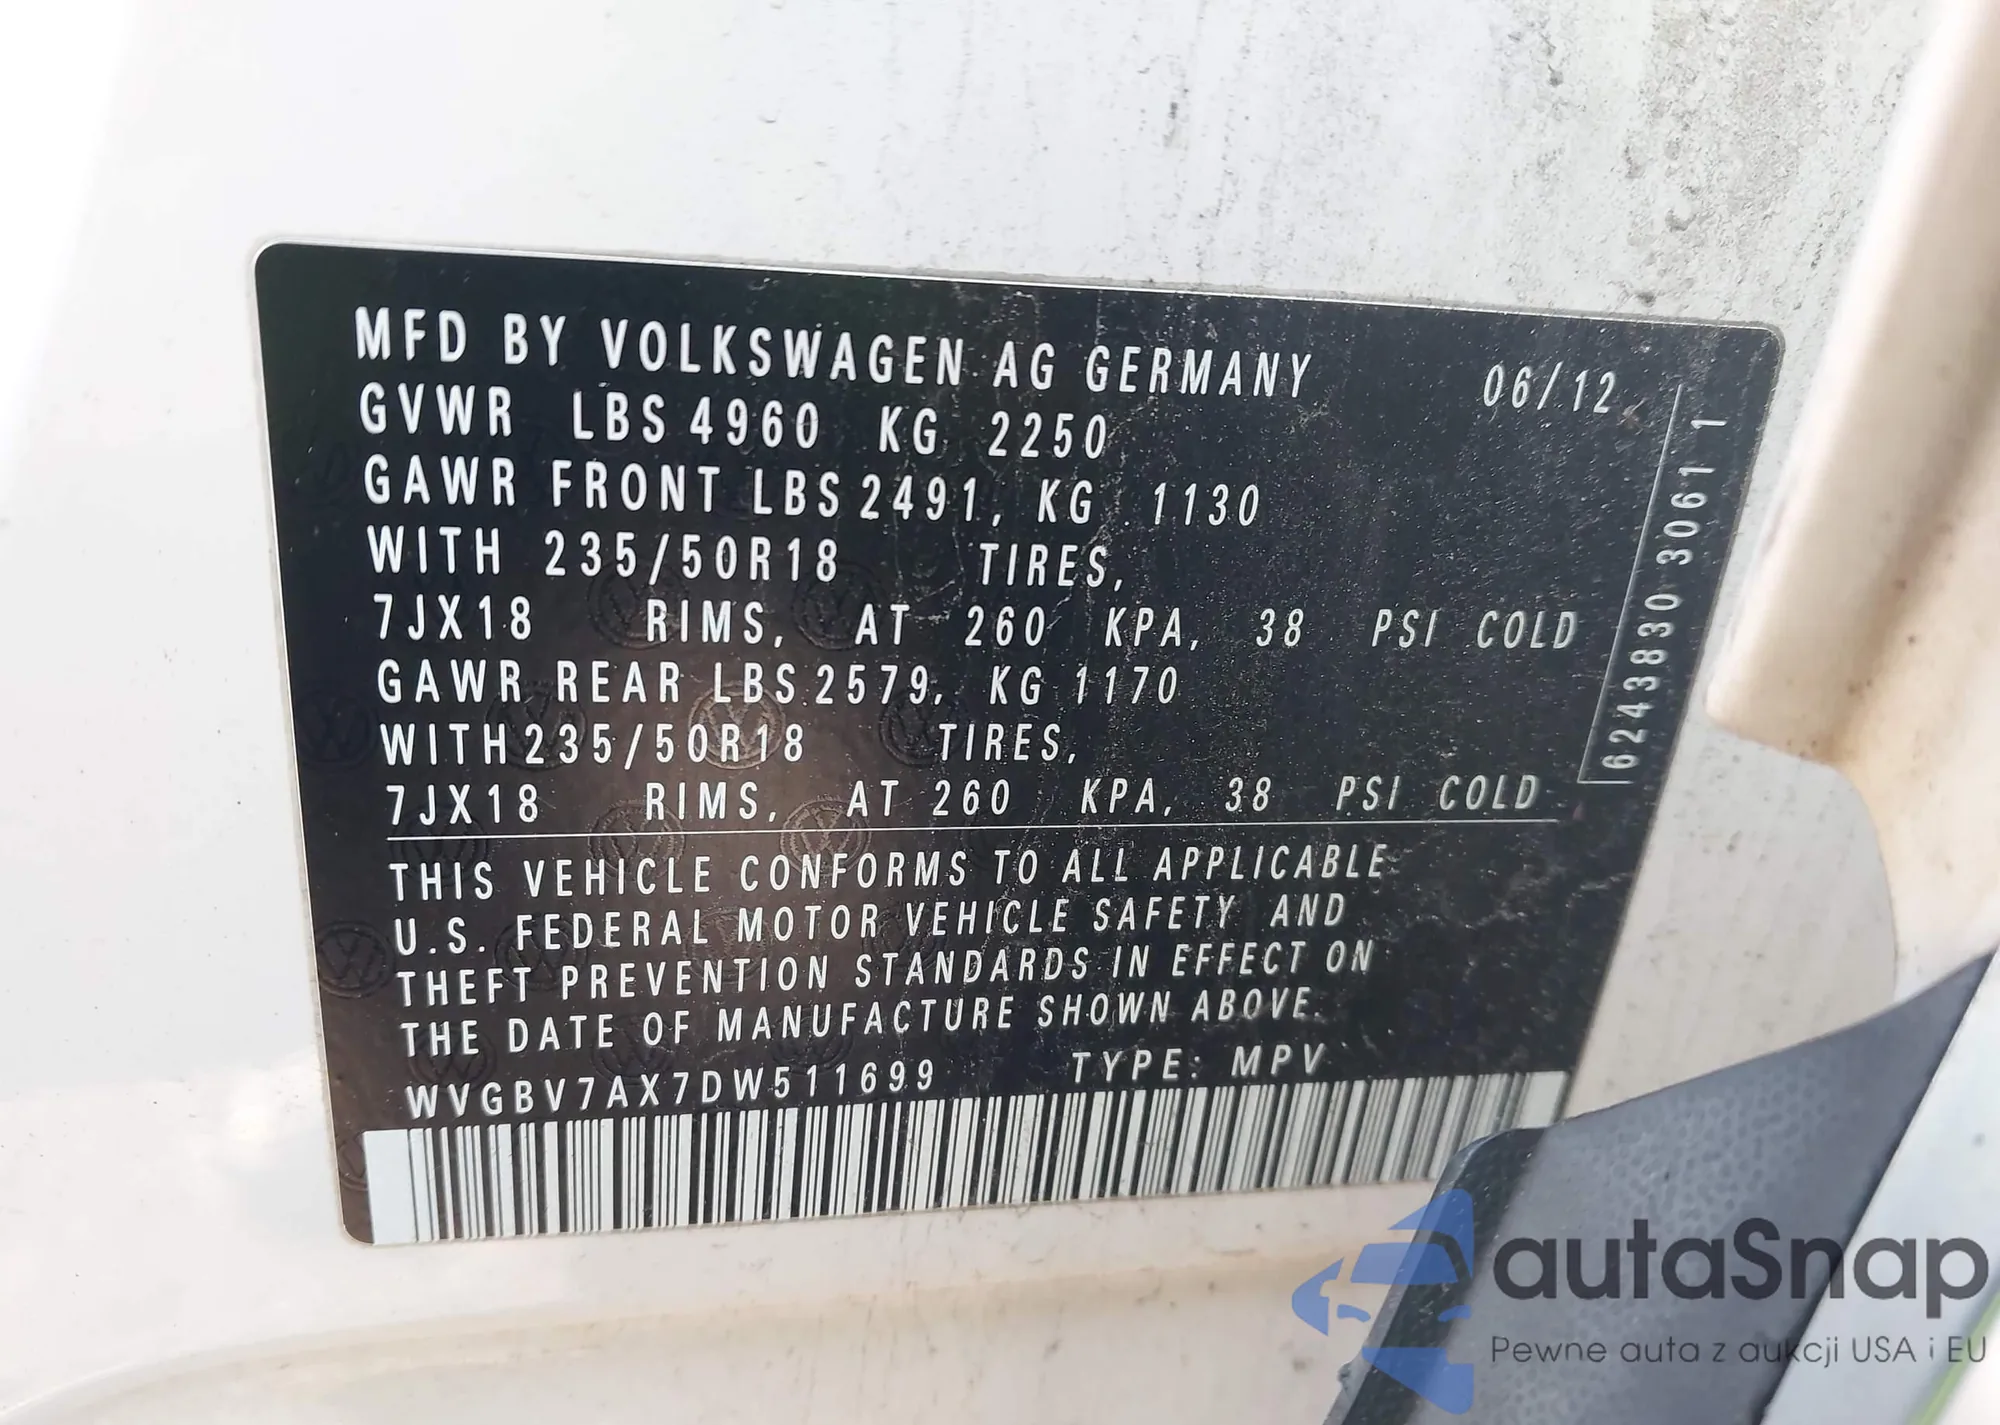 MFD BY VOLKSWAGEN AG GERMANY 06/12
GVWR LBS 4960 KG 2250
GAWR FRONT LBS 2491, KG 1130
WITH 235/50R18 TIRES,
7JX18 RIMS, AT 260 KPA, 38 PSI COLD
GAWR REAR LBS 2579, KG 1170
WITH 235/50R18 TIRES,
7JX18 RIMS, AT 260 KPA, 38 PSI COLD
6243830 3061 1
THIS VEHICLE CONFORMS TO ALL APPLICABLE
U.S. FEDERAL MOTOR VEHICLE SAFETY AND
THEFT PREVENTION STANDARDS IN EFFECT ON
THE DATE OF MANUFACTURE SHOWN ABOVE.
WVGBV7AX7DW511699 TYPE: MPV
autaSnap
Pewne auta z aukcji USA i EU